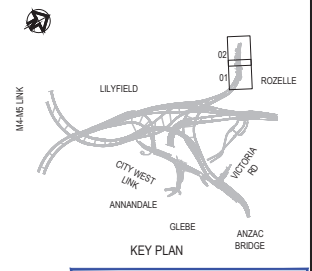 02
01
ROZELLE
LILYFIELD
M4-M5 LINK
CITY WEST
LINK
VICTORIA
RD
ANNANDALE
GLEBE
ANZAC
BRIDGE
KEY PLAN